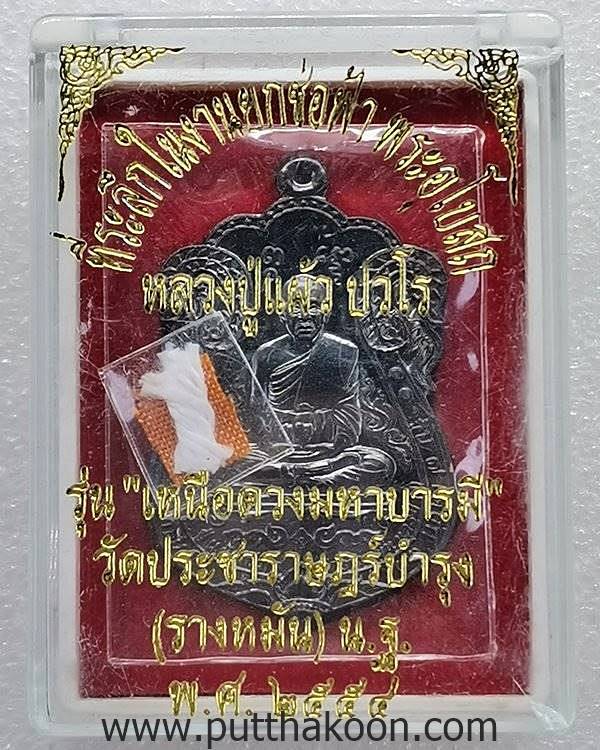 ที่ระลึกในงานยกช่อฟ้า พระอุโบสถ
หลวงปู่แผ้ว ปวโร
รุ่น "เหนือดวงมหาบารมี"
วัดประชาราษฎร์บำรุง
(รางหมัน) น.ฐ.
พ.ศ. ๒๕๕๔
www.putthakoon.com